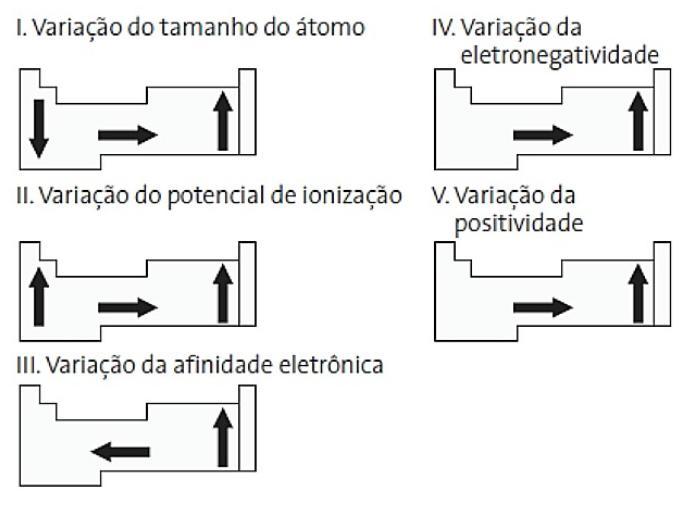 I. Variação do tamanho do átomo
II. Variação do potencial de ionização
III. Variação da afinidade eletrônica
IV. Variação da
eletronegatividade
V. Variação da
positividade